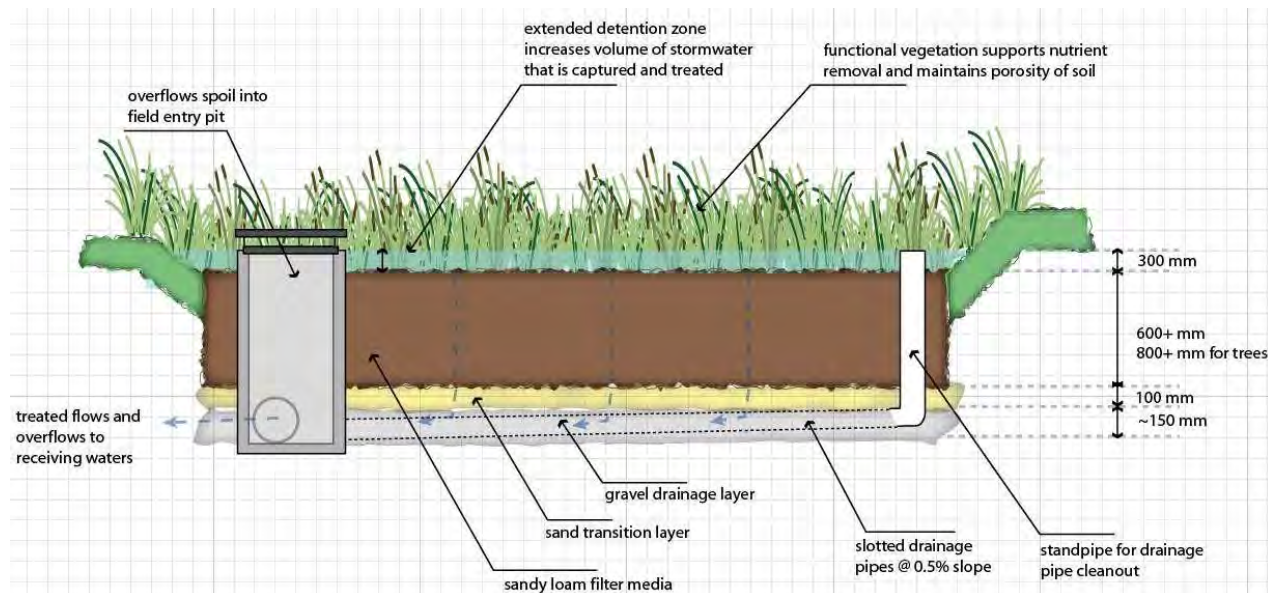 extended detention zone
increases volume of stormwater
that is captured and treated
functional vegetation supports nutrient
removal and maintains porosity of soil
overflows spoil into
field entry pit
300 mm
600+ mm
800+ mm for trees
100 mm
~150 mm
treated flows and
overflows to
receiving waters
gravel drainage layer
sand transition layer
sandy loam filter media
slotted drainage
pipes @ 0.5% slope
standpipe for drainage
pipe cleanout